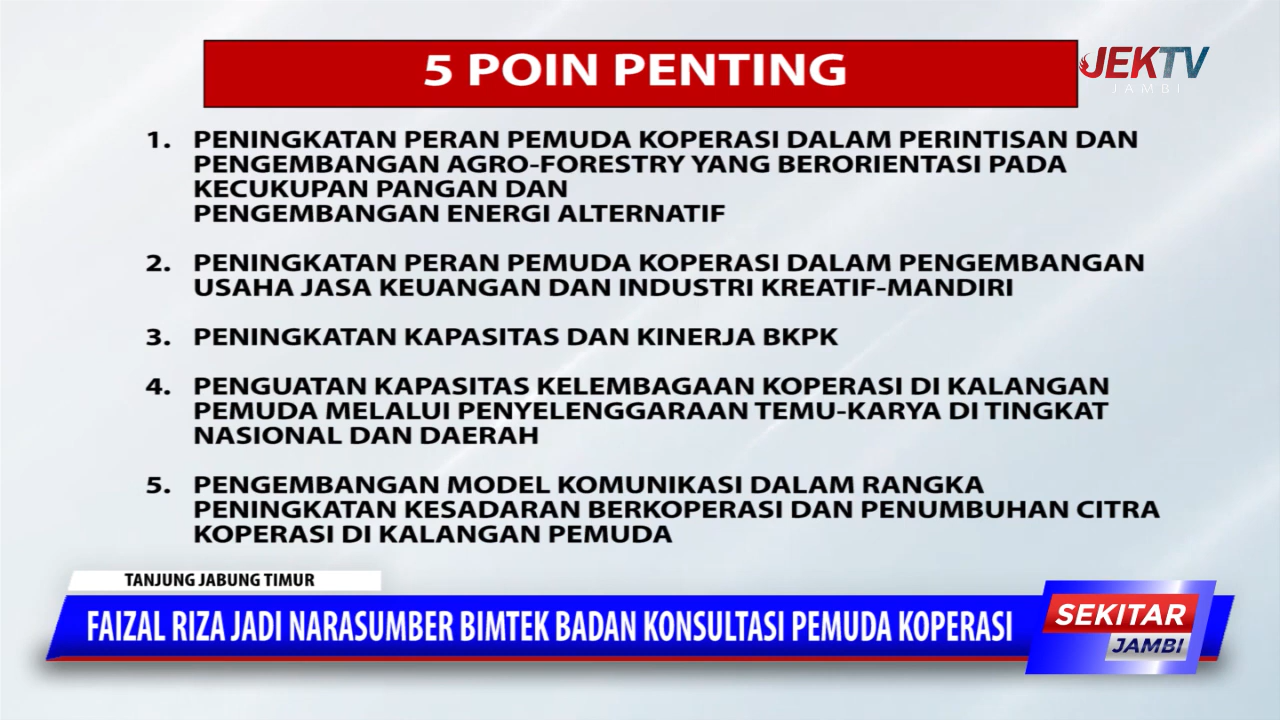 5 POIN PENTING
JEKTV
JAMBI
1. PENINGKATAN PERAN PEMUDA KOPERASI DALAM PERINTISAN DAN
PENGEMBANGAN AGRO-FORESTRY YANG BERORIENTASI PADA
KECUKUPAN PANGAN DAN
PENGEMBANGAN ENERGI ALTERNATIF
2. PENINGKATAN PERAN PEMUDA KOPERASI DALAM PENGEMBANGAN
USAHA JASA KEUANGAN DAN INDUSTRI KREATIF-MANDIRI
3. PENINGKATAN KAPASITAS DAN KINERJA BKPK
4. PENGUATAN KAPASITAS KELEMBAGAAN KOPERASI DI KALANGAN
PEMUDA MELALUI PENYELENGGARAAN TEMU-KARYA DI TINGKAT
NASIONAL DAN DAERAH
5. PENGEMBANGAN MODEL KOMUNIKASI DALAM RANGKA
PENINGKATAN KESADARAN BERKOPERASI DAN PENUMBUHAN CITRA
KOPERASI DI KALANGAN PEMUDA
TANJUNG JABUNG TIMUR
FAIZAL RIZA JADI NARASUMBER BIMTEK BADAN KONSULTASI PEMUDA KOPERASI
SEKITAR
JAMBI